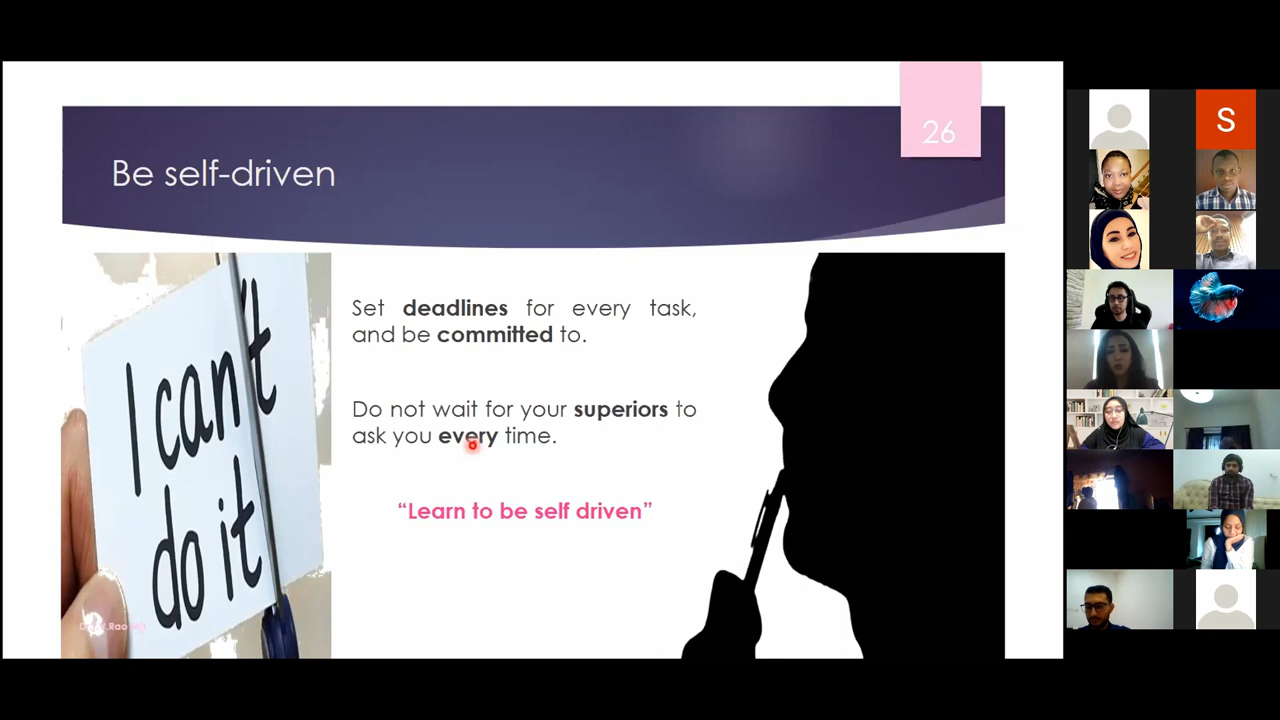 26
Be self-driven
S
I can't
do it
Set deadlines for every task,
and be committed to.
Do not wait for your superiors to
ask you every time.
“Learn to be self driven”